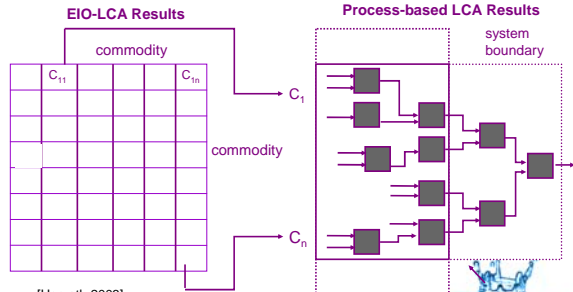 EIO-LCA Results
Process-based LCA Results
system
boundary
commodity
C11
C1n
C1
commodity
Cn